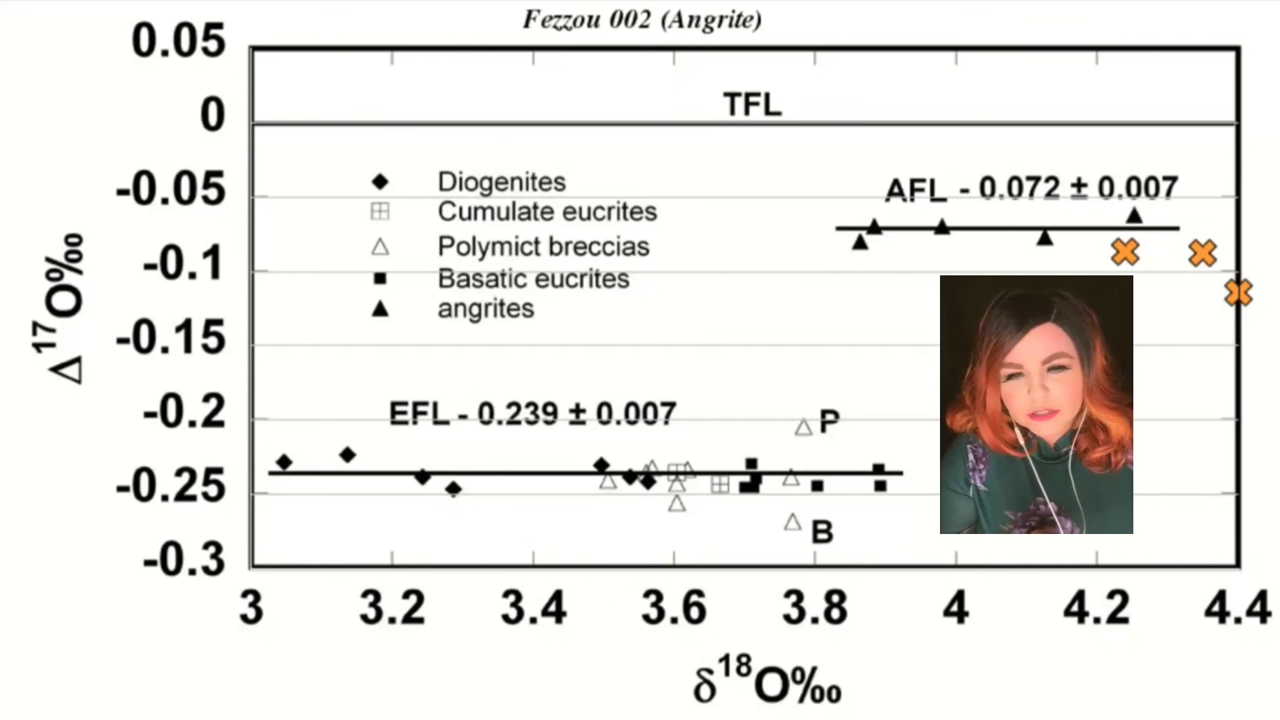 Fezzou 002 (Angrite)
0.05
TFL
0
Diogenites
-0.05
AFL - 0.072 ± 0.007
Cumulate eucrites
Polymict breccias
-0.1
Basatic eucrites
angrites
Δ¹⁷O‰
-0.15
-0.2
EFL - 0.239 ± 0.007
P
-0.25
B
-0.3
3 3.2 3.4 3.6 3.8 4 4.2 4.4
δ¹⁸O‰